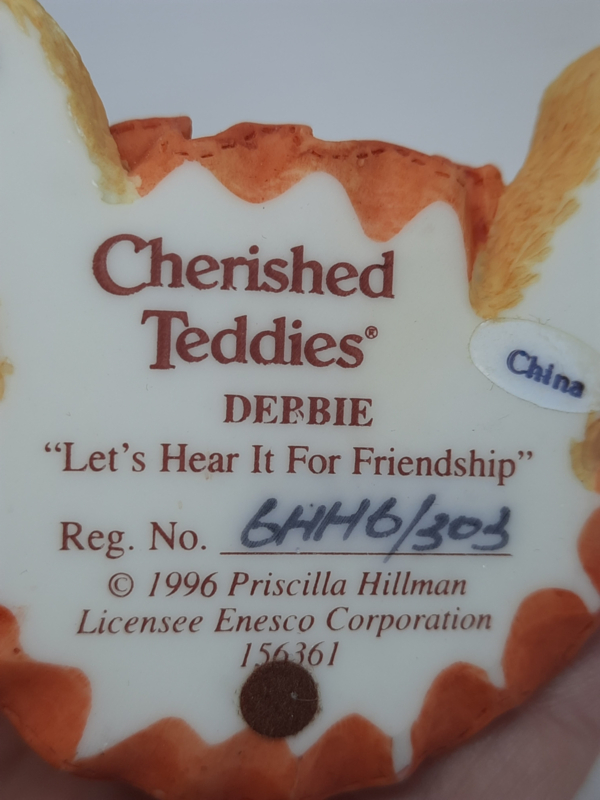 Cherished
Teddies®
DEBBIE
“Let’s Hear It For Friendship”
Reg. No. 6HH6/303
© 1996 Priscilla Hillman
Licensee Enesco Corporation
156361
China